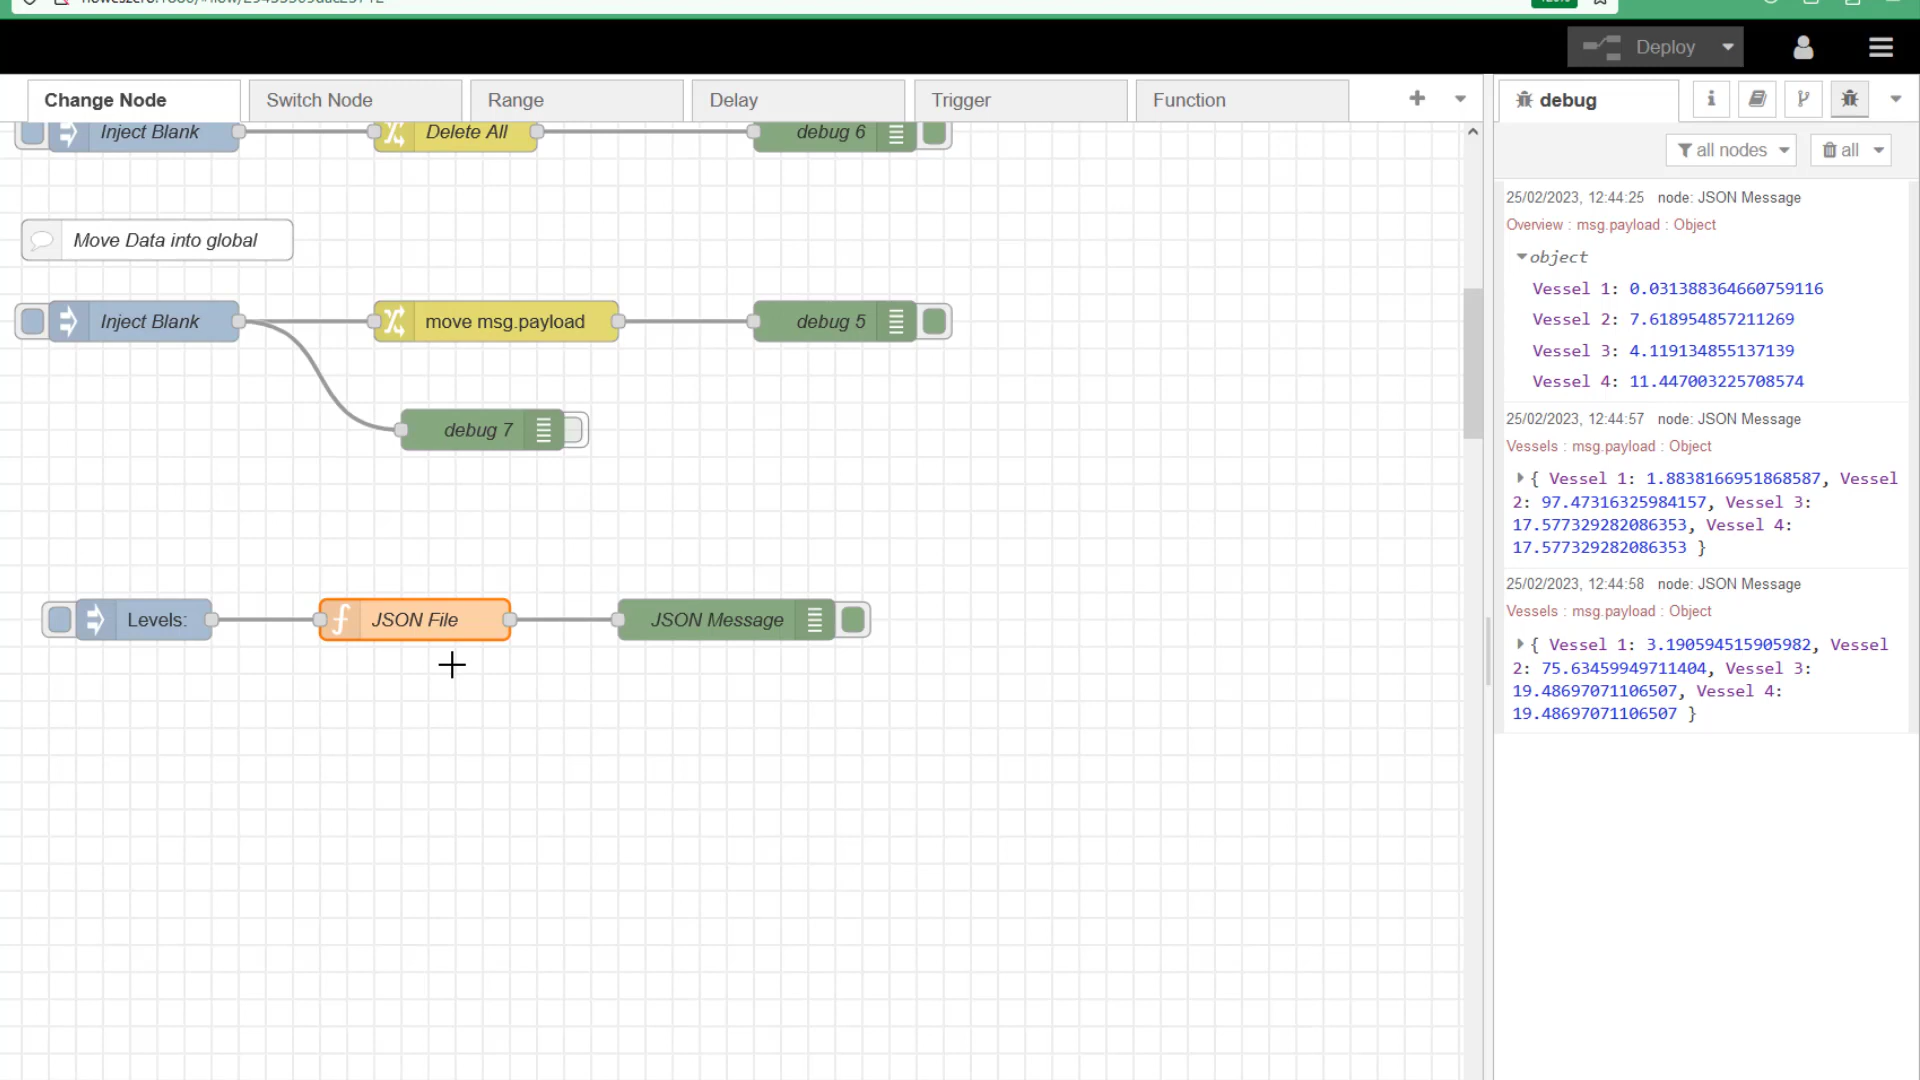 Deploy
Change Node
Switch Node
Range
Delay
Trigger
Function
debug
i
Inject Blank
Delete All
debug 6
all nodes
all
Move Data into global
Inject Blank
move msg.payload
debug 5
debug 7
Levels:
JSON File
JSON Message
25/02/2023, 12:44:25 node: JSON Message
Overview : msg.payload : Object
object
Vessel 1: 0.031388364660759116
Vessel 2: 7.618954857211269
Vessel 3: 4.119134855137139
Vessel 4: 11.447003225708574
25/02/2023, 12:44:57 node: JSON Message
Vessels : msg.payload : Object
{ Vessel 1: 1.8838166951868587, Vessel
2: 97.47316325984157, Vessel 3:
17.577329282086353, Vessel 4:
17.577329282086353 }
25/02/2023, 12:44:58 node: JSON Message
Vessels : msg.payload : Object
{ Vessel 1: 3.190594515905982, Vessel
2: 75.63459949711404, Vessel 3:
19.48697071106507, Vessel 4:
19.48697071106507 }